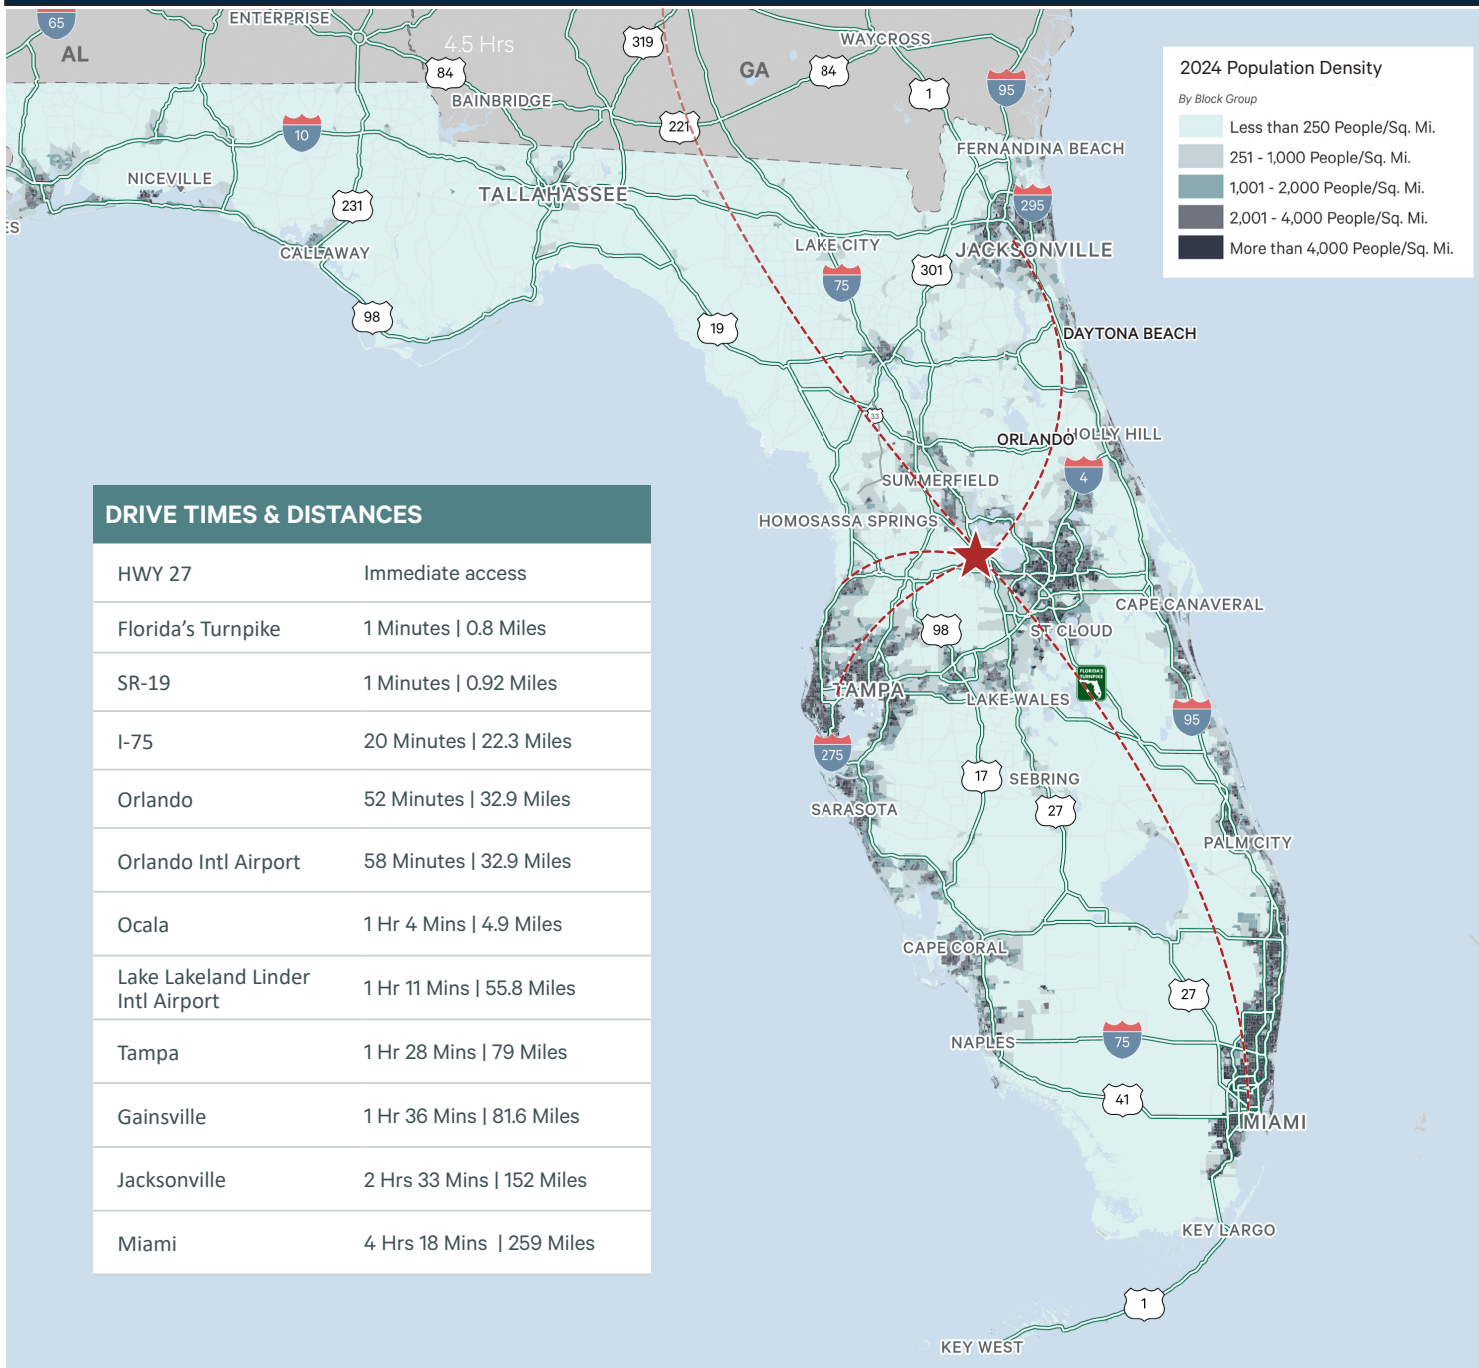 65
ENTERPRISE
AL
4.5 Hrs
319
WAYCROSS
84
GA
84
1
95
BAINBRIDGE
221
10
FERNANDINA BEACH
NICEVILLE
TALLAHASSEE
231
295
ES
CALLAWAY
LAKE CITY
JACKSONVILLE
301
75
98
19
DAYTONA BEACH
33
ORLANDO
HOLLY HILL
4
SUMMERFIELD
HOMOSASSA SPRINGS
CAPE CANAVERAL
98
ST CLOUD
FLORIDA'S
TURNPIKE
TAMPA
LAKE WALES
95
275
17
SEBRING
27
SARASOTA
PALM CITY
CAPE CORAL
27
NAPLES
75
41
MIAMI
KEY LARGO
1
KEY WEST
2024 Population Density
By Block Group
Less than 250 People/Sq. Mi.
251 - 1,000 People/Sq. Mi.
1,001 - 2,000 People/Sq. Mi.
2,001 - 4,000 People/Sq. Mi.
More than 4,000 People/Sq. Mi.
DRIVE TIMES & DISTANCES
HWY 27 Immediate access
Florida’s Turnpike 1 Minutes | 0.8 Miles
SR-19 1 Minutes | 0.92 Miles
I-75 20 Minutes | 22.3 Miles
Orlando 52 Minutes | 32.9 Miles
Orlando Intl Airport 58 Minutes | 32.9 Miles
Ocala 1 Hr 4 Mins | 4.9 Miles
Lake Lakeland Linder
Intl Airport 1 Hr 11 Mins | 55.8 Miles
Tampa 1 Hr 28 Mins | 79 Miles
Gainsville 1 Hr 36 Mins | 81.6 Miles
Jacksonville 2 Hrs 33 Mins | 152 Miles
Miami 4 Hrs 18 Mins | 259 Miles